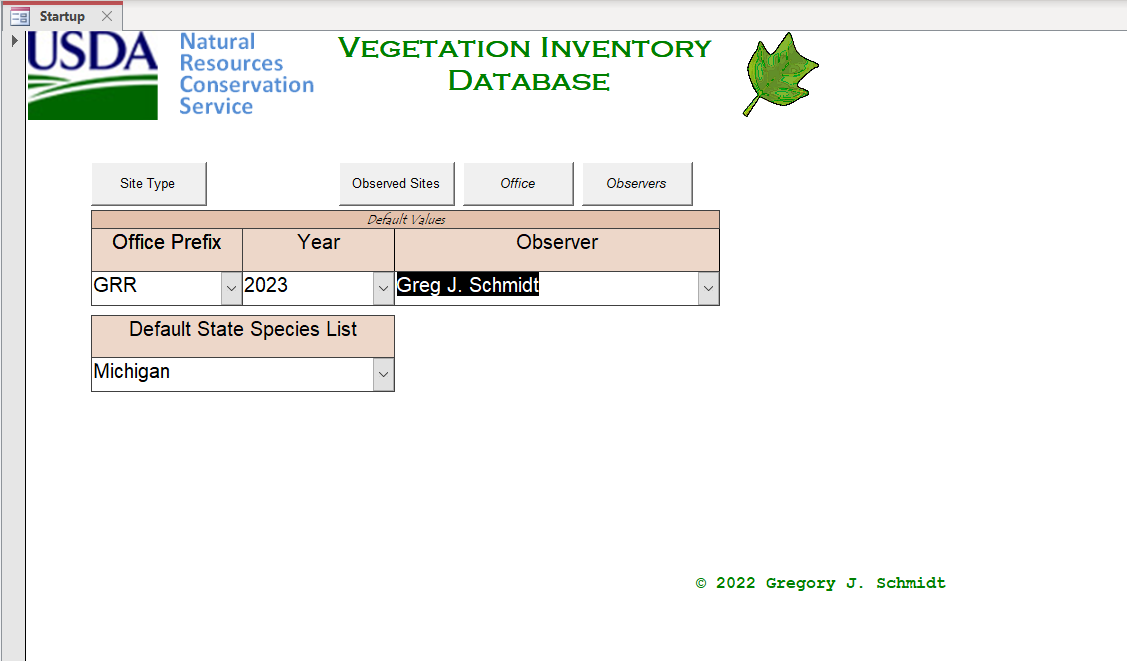 Startup
USDA
Natural
Resources
Conservation
Service
Vegetation Inventory
Database
Site Type
Observed Sites
Office
Observers
Default Values
Office Prefix
Year
Observer
GRR
2023
Greg J. Schmidt
Default State Species List
Michigan
© 2022 Gregory J. Schmidt